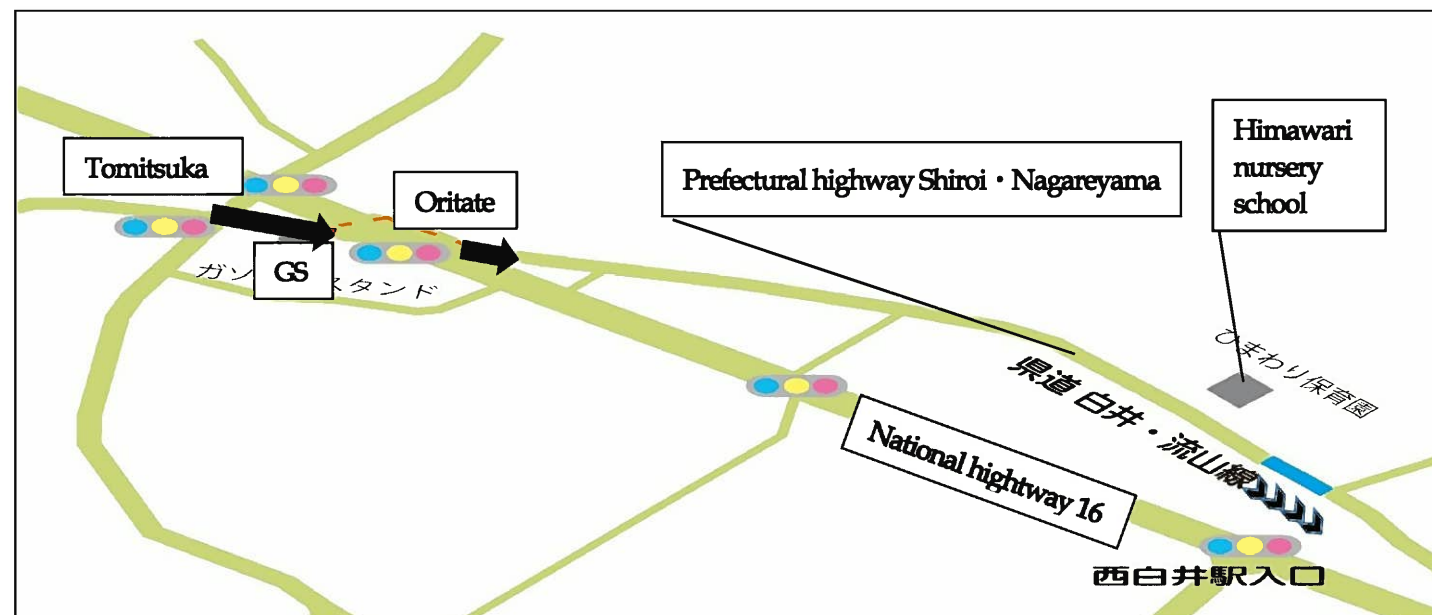 Tomitsuka
Oritate
GS
ガソ
スタンド
Prefectural highway Shiroi・Nagareyama
Himawari
nursery
school
ひまわり保育園
県道 白井・流山線
National hightway 16
西白井駅入口